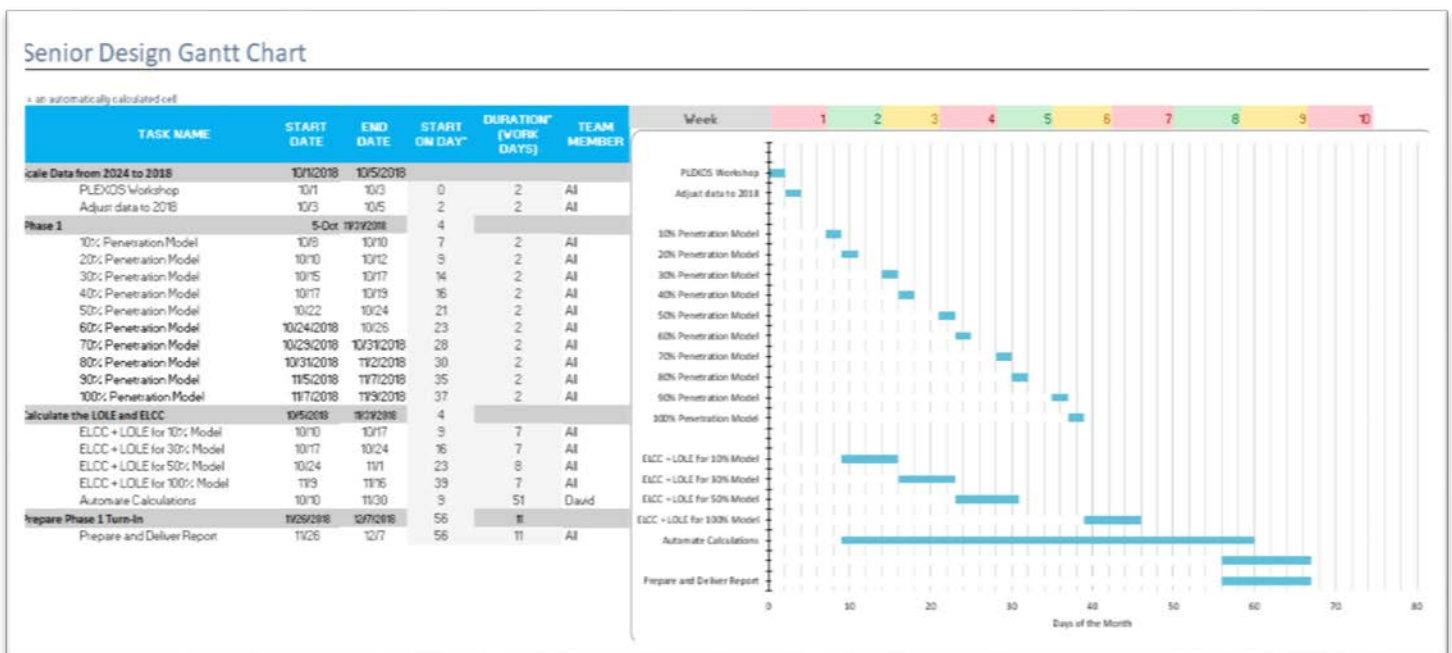 Senior Design Gantt Chart
= an automatically calculated cell
TASK NAME START DATE END DATE START ON DAY* DURATION* (WORK DAYS) TEAM MEMBER
cale Data from 2024 to 2018 10/1/2018 10/5/2018
PLEXOS Workshop 10/1 10/3 0 2 All
Adjust data to 2018 10/3 10/5 2 2 All
Phase 1 5-Oct 4
10% Penetration Model 10/8 10/10 7 2 All
20% Penetration Model 10/10 10/12 9 2 All
30% Penetration Model 10/15 10/17 14 2 All
40% Penetration Model 10/17 10/19 16 2 All
50% Penetration Model 10/22 10/24 21 2 All
60% Penetration Model 10/24/2018 10/26 23 2 All
70% Penetration Model 10/29/2018 10/31/2018 28 2 All
80% Penetration Model 10/31/2018 11/2/2018 30 2 All
90% Penetration Model 11/5/2018 11/7/2018 35 2 All
100% Penetration Model 11/7/2018 11/9/2018 37 2 All
Calculate the LOLE and ELCC 10/5/2018 4
ELCC + LOLE for 10% Model 10/10 10/17 9 7 All
ELCC + LOLE for 30% Model 10/17 10/24 16 7 All
ELCC + LOLE for 50% Model 10/24 11/1 23 8 All
ELCC + LOLE for 100% Model 11/9 11/16 39 7 All
Automate Calculations 10/10 11/30 9 51 David
Prepare Phase 1 Turn-In 11/26/2018 12/7/2018 56 11
Prepare and Deliver Report 11/26 12/7 56 11 All
Week 1 2 3 4 5 6 7 8 9 10
PLEXOS Workshop
Adjust data to 2018
10% Penetration Model
20% Penetration Model
30% Penetration Model
40% Penetration Model
50% Penetration Model
60% Penetration Model
70% Penetration Model
80% Penetration Model
90% Penetration Model
100% Penetration Model
ELCC + LOLE for 10% Model
ELCC + LOLE for 30% Model
ELCC + LOLE for 50% Model
ELCC + LOLE for 100% Model
Automate Calculations
Prepare and Deliver Report
0 10 20 30 40 50 60 70 80
Days of the Month